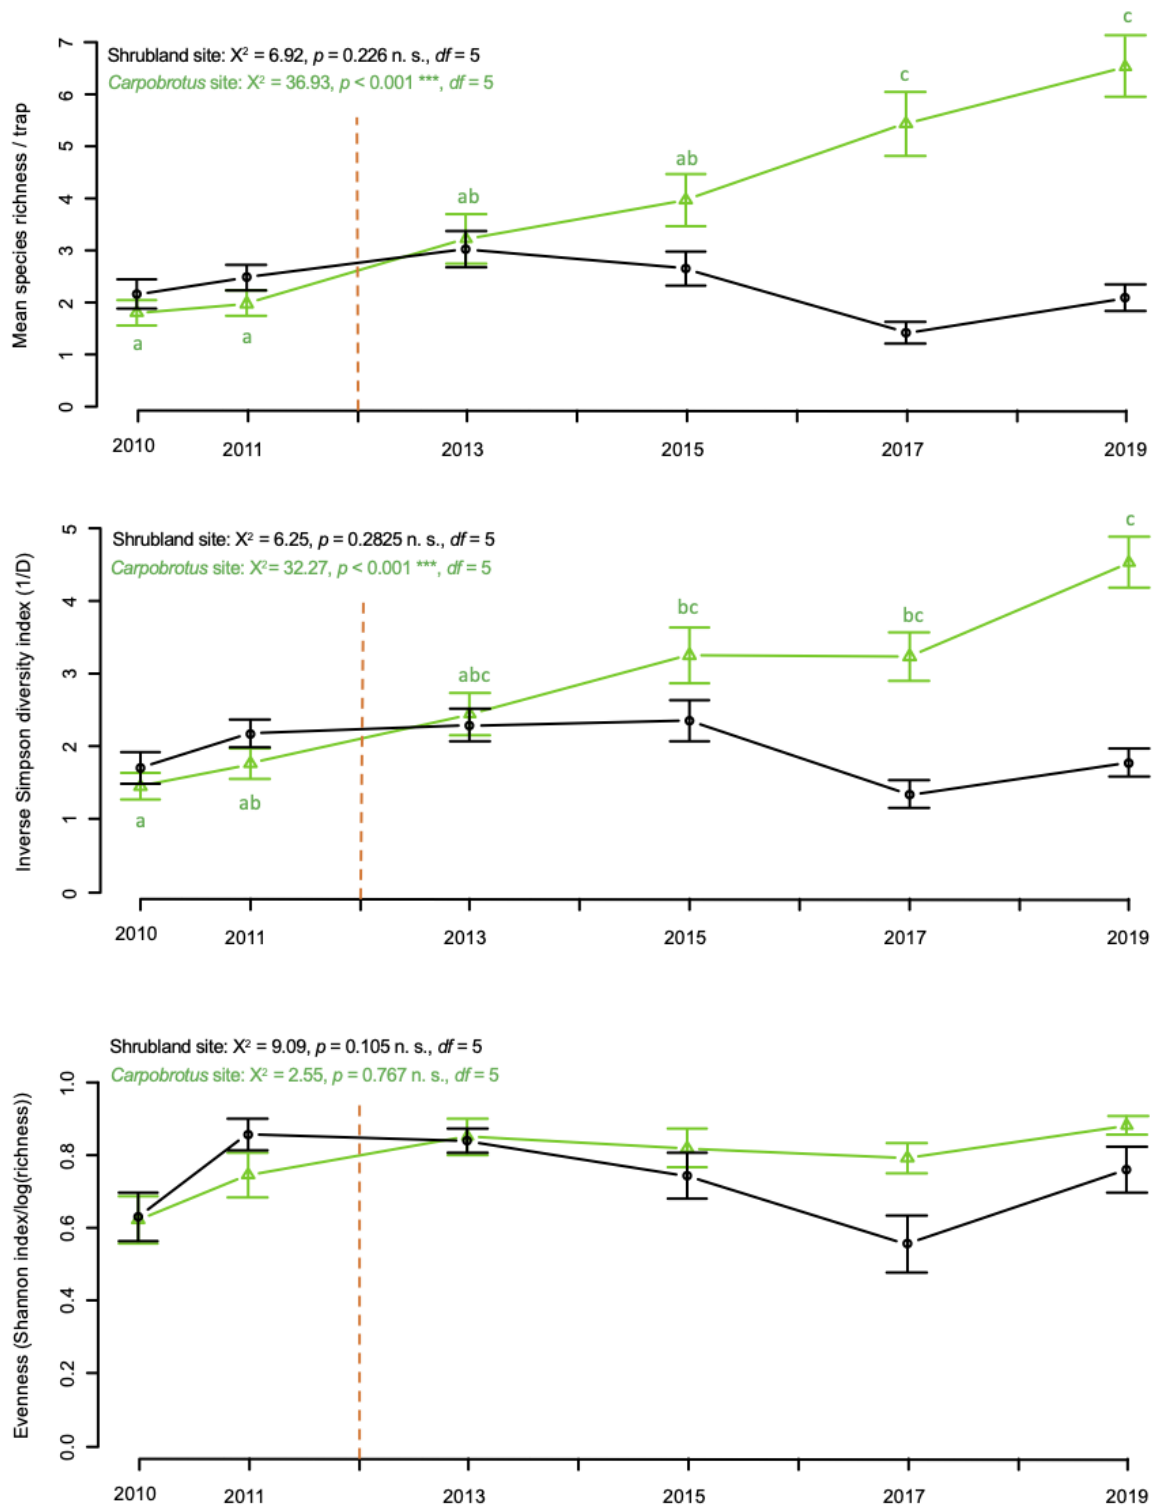 c
7
Shrubland site: X² = 6.92, p = 0.226 n. s., df = 5
Carpobrotus site: X² = 36.93, p < 0.001 ***, df = 5
c
6
Mean species richness / trap
5
ab
4
ab
3
2
a
a
1
0
2010
2011
2013
2015
2017
2019
5
Shrubland site: X² = 6.25, p = 0.2825 n. s., df = 5
c
Carpobrotus site: X²= 32.27, p < 0.001 ***, df = 5
Inverse Simpson diversity index (1/D)
4
bc
bc
3
abc
2
ab
a
1
0
2010
2011
2013
2015
2017
2019
Shrubland site: X² = 9.09, p = 0.105 n. s., df = 5
Carpobrotus site: X² = 2.55, p = 0.767 n. s., df = 5
1.0
Evenness (Shannon index/log(richness))
0.8
0.6
0.4
0.2
0.0
2010
2011
2013
2015
2017
2019